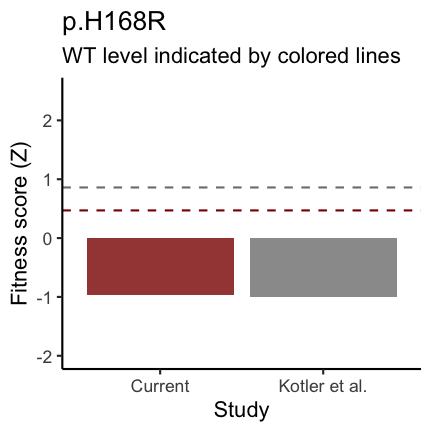 p.H168R
WT level indicated by colored lines
Fitness score (Z)
2
1
0
-1
-2
Current Kotler et al.
Study